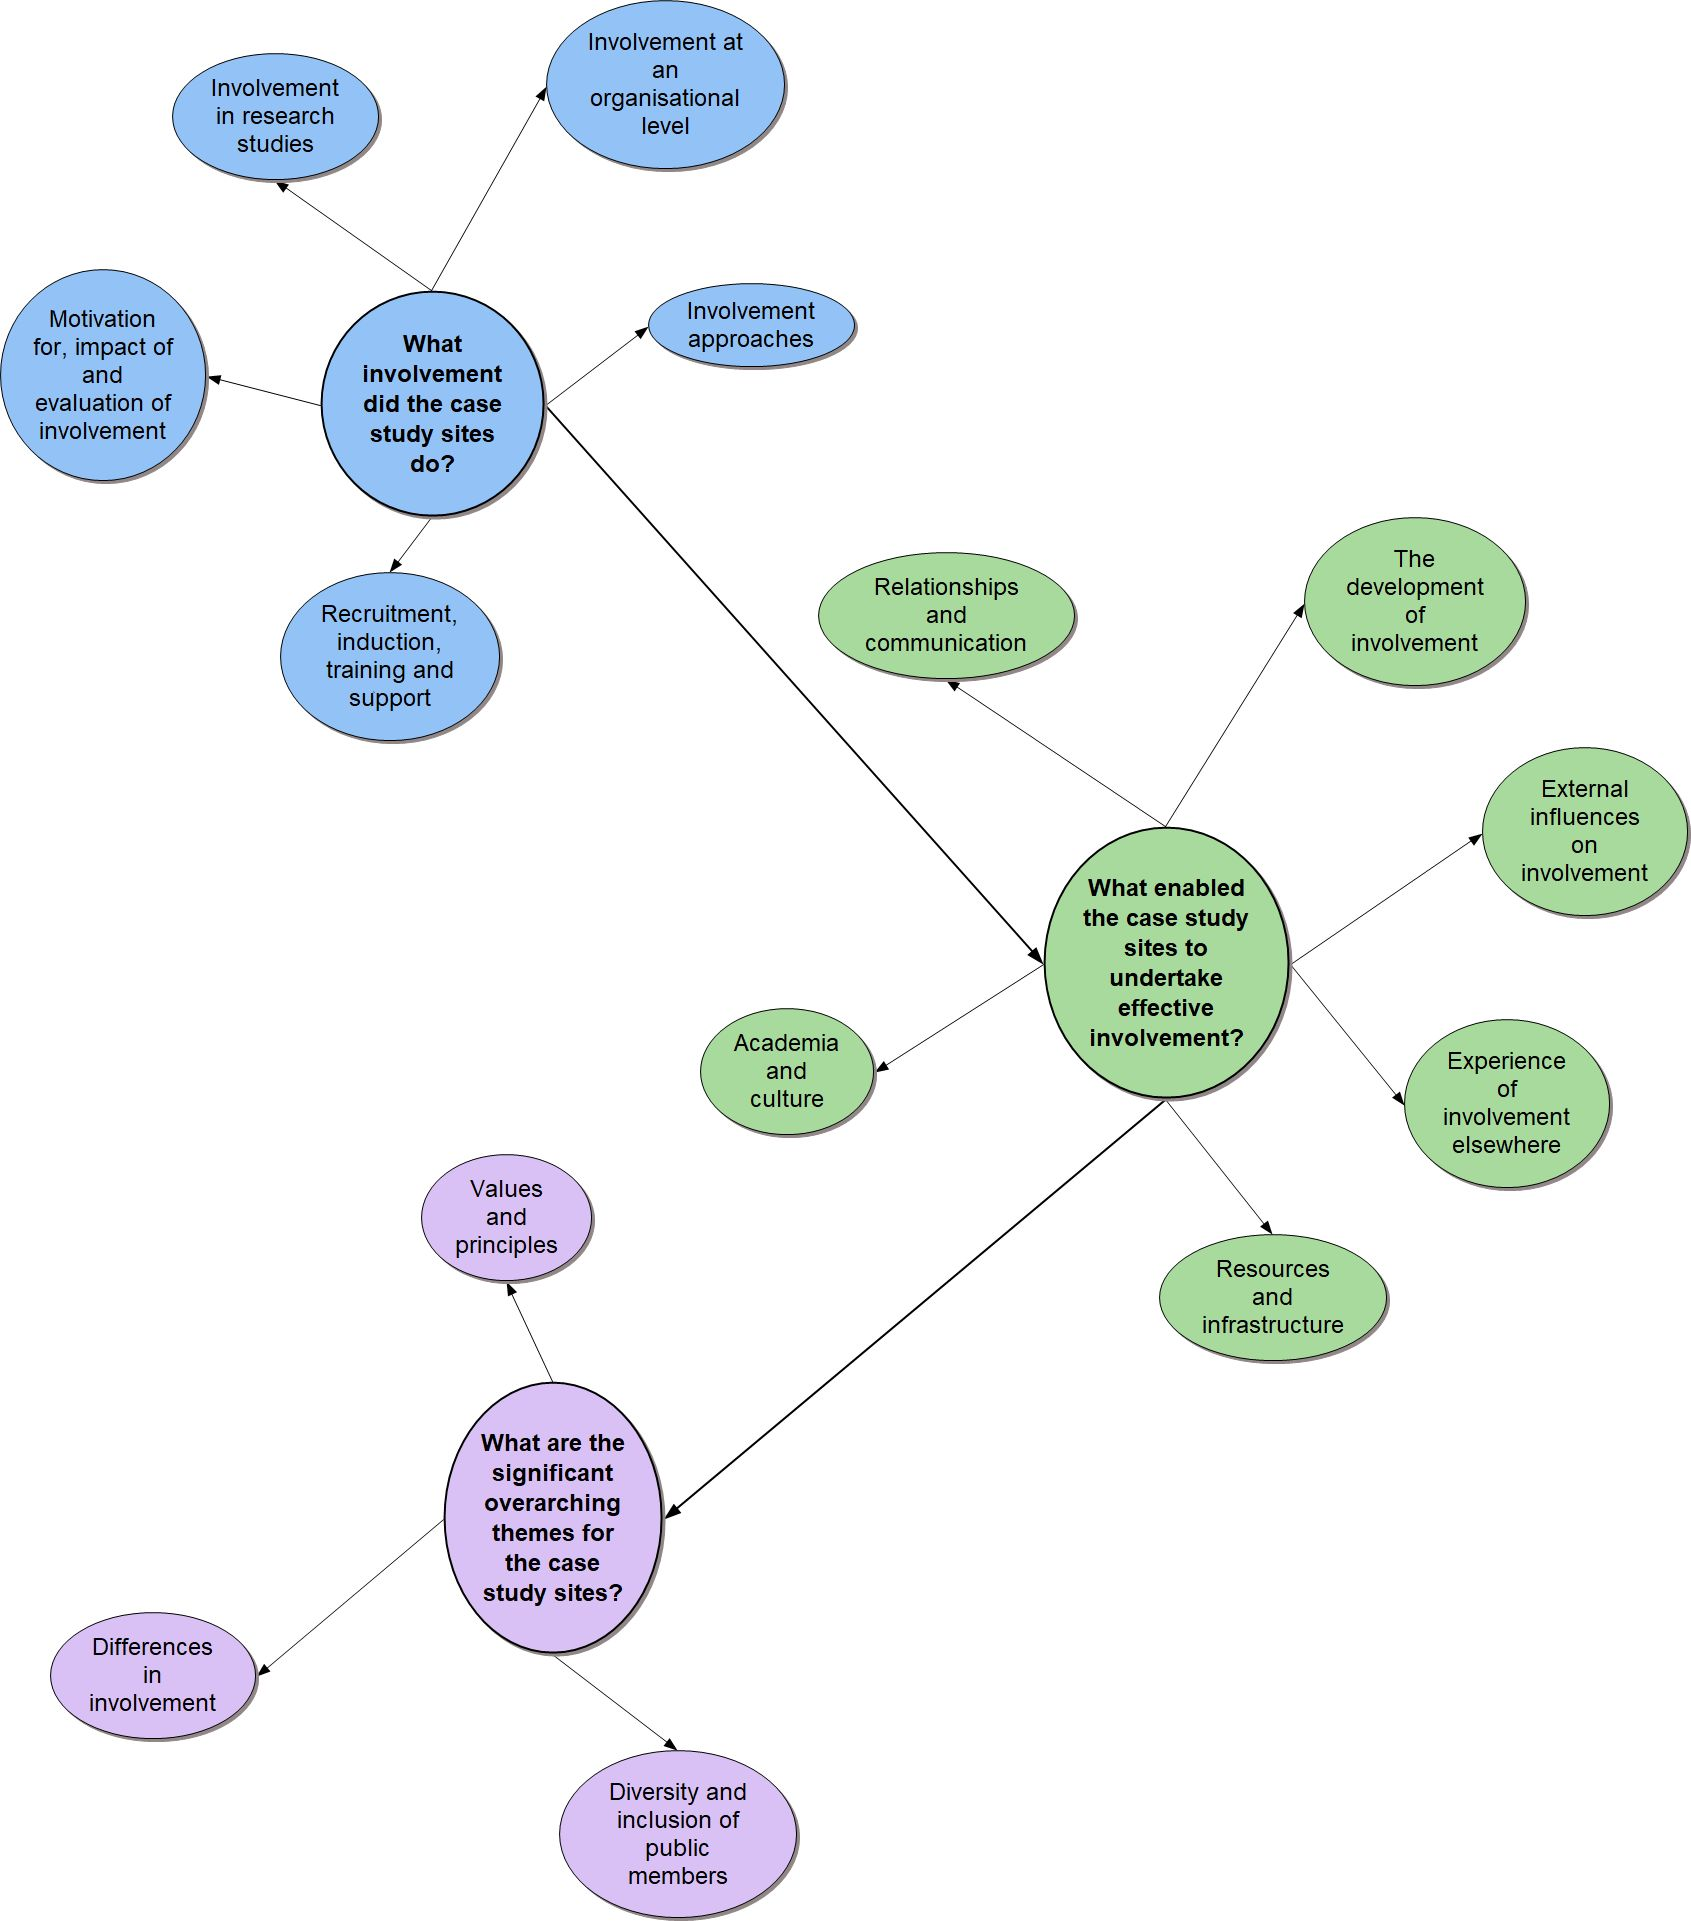 Involvement at
an
organisational
level
Involvement
in research
studies
Motivation
for, impact of
and
evaluation of
involvement
What
involvement
did the case
study sites
do?
Involvement
approaches
Recruitment,
induction,
training and
support
Relationships
and
communication
The
development
of
involvement
External
influences
on
involvement
What enabled
the case study
sites to
undertake
effective
involvement?
Academia
and
culture
Experience
of
involvement
elsewhere
Resources
and
infrastructure
Values
and
principles
What are the
significant
overarching
themes for
the case
study sites?
Differences
in
involvement
Diversity and
inclusion of
public
members